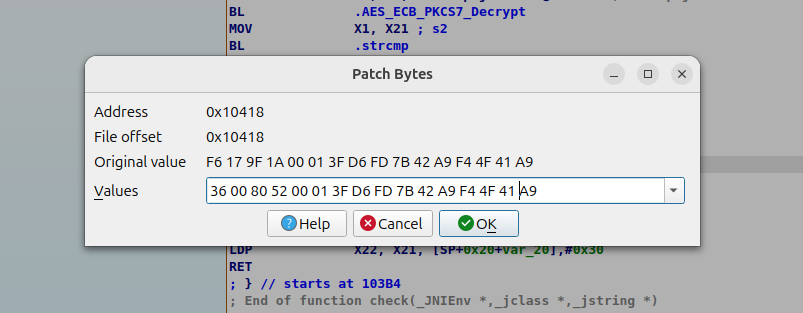 BL .AES_ECB_PKCS7_Decrypt
MOV X1, X21 ; s2
BL .strcmp
Patch Bytes
Address 0x10418
File offset 0x10418
Original value F6 17 9F 1A 00 01 3F D6 FD 7B 42 A9 F4 4F 41 A9
Values 36 00 80 52 00 01 3F D6 FD 7B 42 A9 F4 4F 41 A9
Help Cancel OK
LDP X22, X21, [SP+0x20+var_20],#0x30
RET
; } // starts at 103B4
; End of function check(_JNIEnv *,_jclass *,_jstring *)